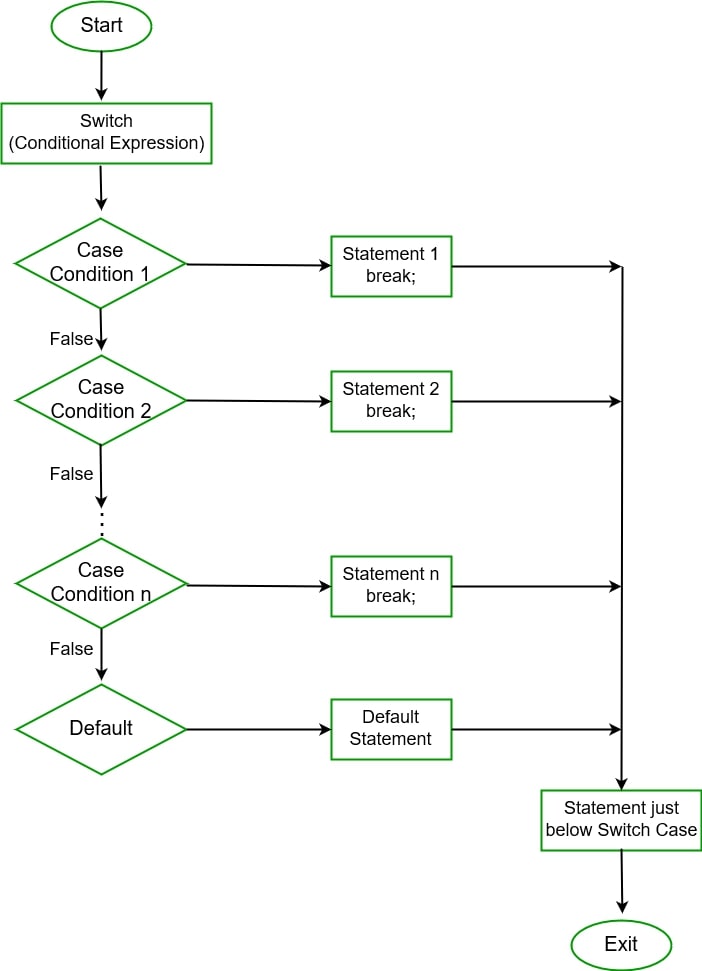 Start
Switch
(Conditional Expression)
Case
Condition 1
Statement 1
break;
False
Case
Condition 2
Statement 2
break;
False
Case
Condition n
Statement n
break;
False
Default
Default
Statement
Statement just
below Switch Case
Exit